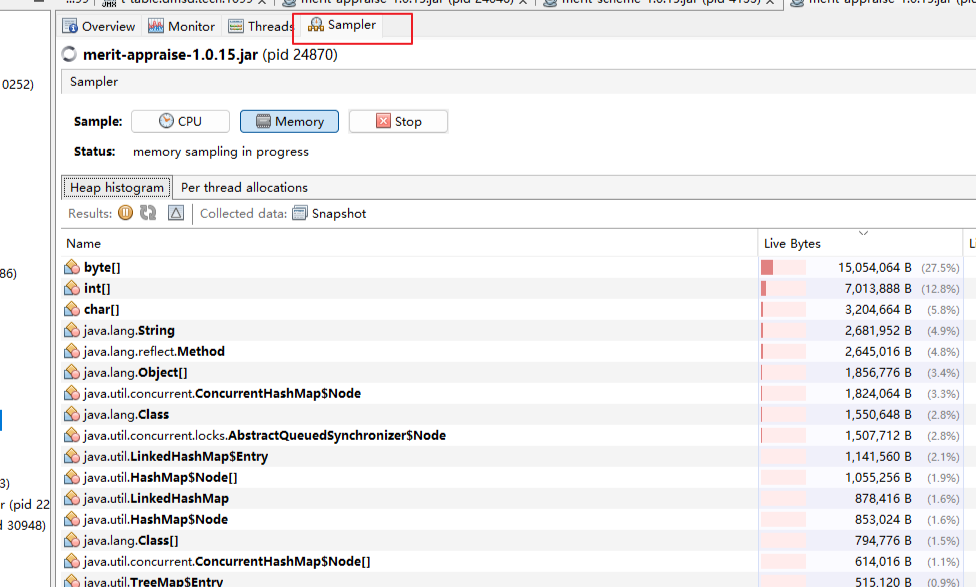 Overview Monitor Threads Sampler
merit-appraise-1.0.15.jar (pid 24870)
0252)
Sampler
Sample: CPU Memory Stop
Status: memory sampling in progress
Heap histogram Per thread allocations
Results: Collected data: Snapshot
Name Live Bytes
byte[] 15,054,064 B (27.5%)
86)
int[] 7,013,888 B (12.8%)
char[] 3,204,664 B (5.8%)
java.lang.String 2,681,952 B (4.9%)
java.lang.reflect.Method 2,645,016 B (4.8%)
java.lang.Object[] 1,856,776 B (3.4%)
java.util.concurrent.ConcurrentHashMap$Node 1,824,064 B (3.3%)
java.lang.Class 1,550,648 B (2.8%)
java.util.concurrent.locks.AbstractQueuedSynchronizer$Node 1,507,712 B (2.8%)
java.util.LinkedHashMap$Entry 1,141,560 B (2.1%)
java.util.HashMap$Node[] 1,055,256 B (1.9%)
3)
java.util.LinkedHashMap 878,416 B (1.6%)
r (pid 22
java.util.HashMap$Node 853,024 B (1.6%)
d 30948)
java.lang.Class[] 794,776 B (1.5%)
java.util.concurrent.ConcurrentHashMap$Node[] 614,016 B (1.1%)
java.util.TreeMap$Entry 515,120 B (0.9%)